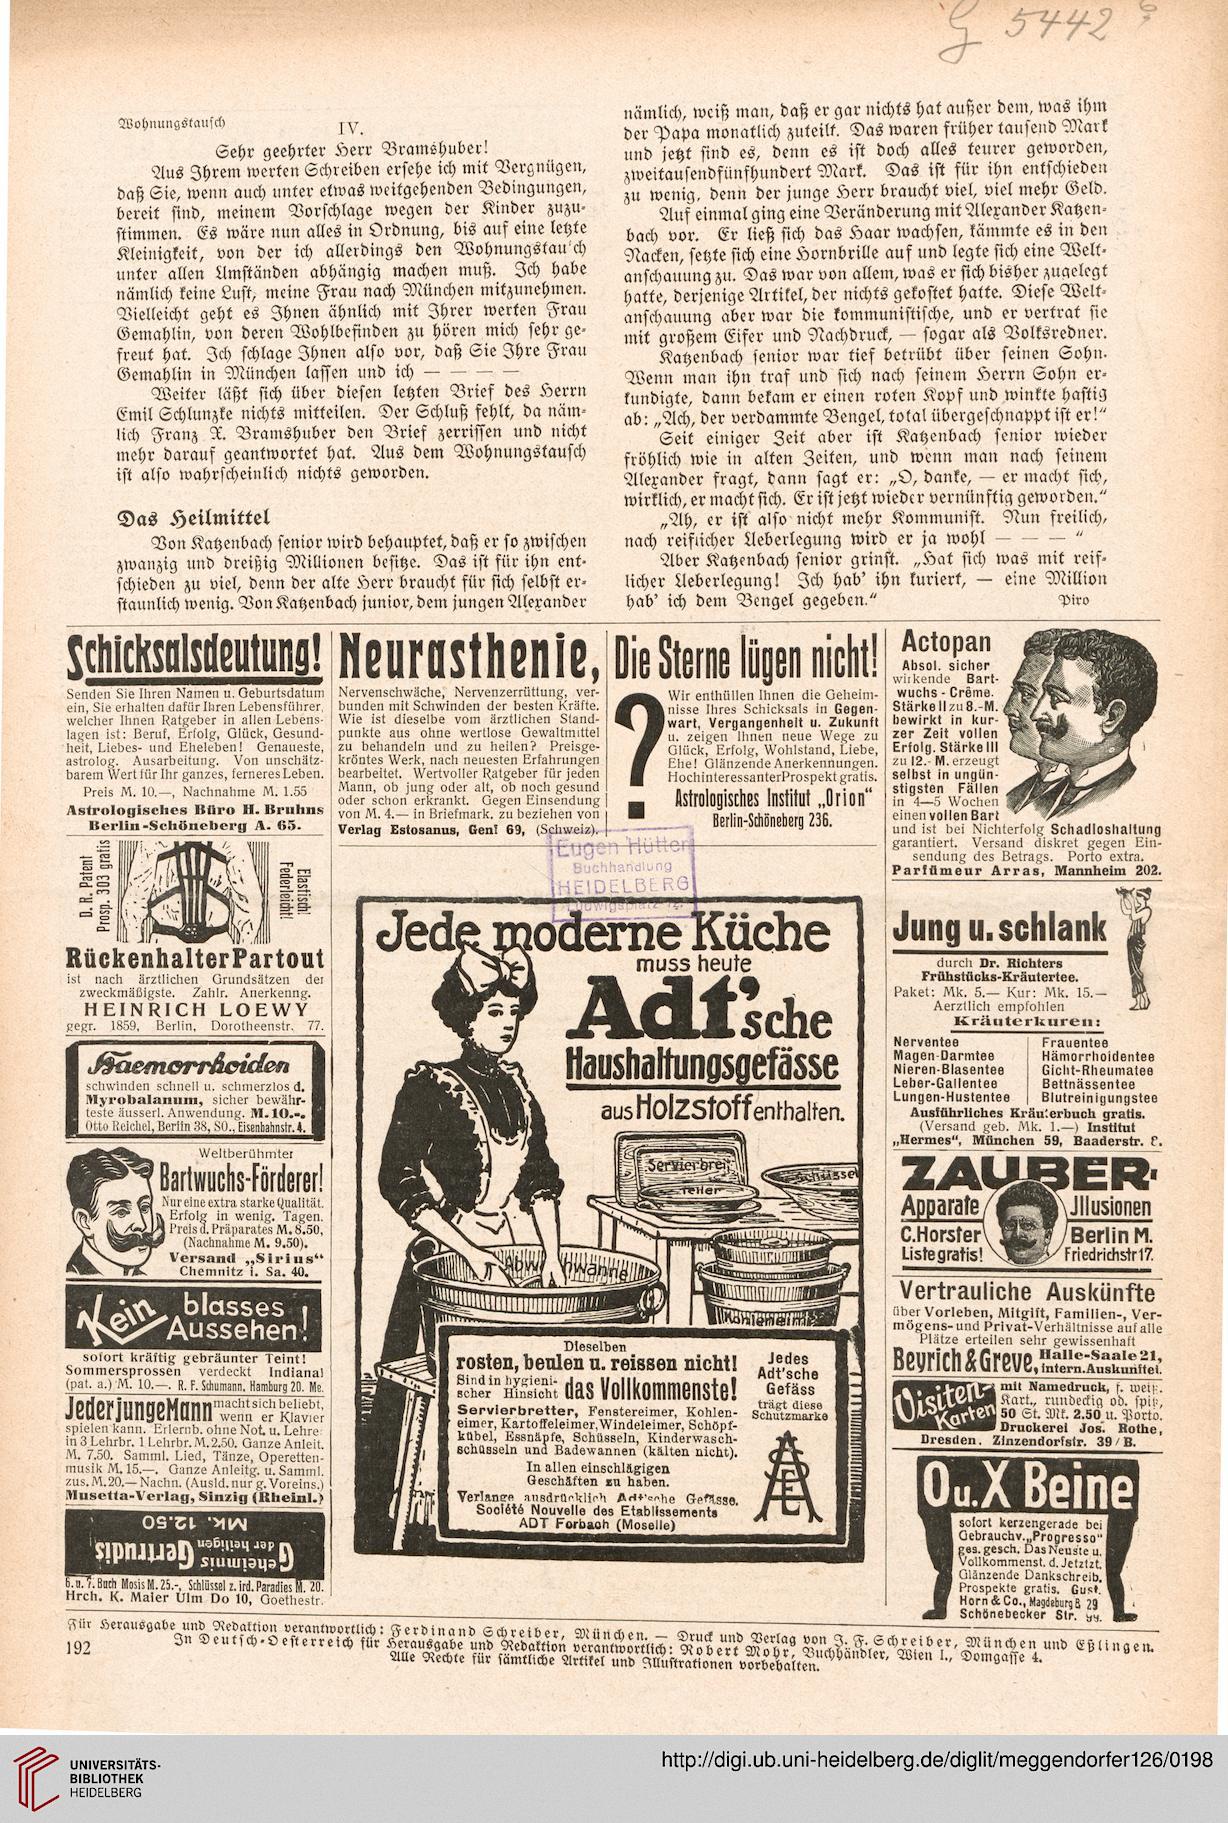 G 5442
Wohnungstausch
IV.
Sehr geehrter Herr Bramshuber!
Aus Ihrem werten Schreiben ersehe ich mit Vergnügen,
daß Sie, wenn auch unter etwas weitgehenden Bedingungen,
bereit sind, meinem Vorschlage wegen der Kinder zuzu-
stimmen. Es wäre nun alles in Ordnung, bis auf eine letzte
Kleinigkeit, von der ich allerdings den Wohnungstau ch
unter allen Umständen abhängig machen muß. Ich habe
nämlich keine Lust, meine Frau nach München mitzunehmen.
Vielleicht geht es Ihnen ähnlich mit Ihrer werten Frau
Gemahlin, von deren Wohlbefinden zu hören mich sehr ge-
freut hat. Ich schlage Ihnen also vor, daß Sie Ihre Frau
Gemahlin in München lassen und ich — — — —
Weiter läßt sich über diesen letzten Brief des Herrn
Emil Schlunzke nichts mitteilen. Der Schluß fehlt, da näm-
lich Franz X. Bramshuber den Brief zerrissen und nicht
mehr darauf geantwortet hat. Aus dem Wohnungstausch
ist also wahrscheinlich nichts geworden.
Das Heilmittel
Von Katzenbach senior wird behauptet, daß er so zwischen
zwanzig und dreißig Millionen besitze. Das ist für ihn ent-
schieden zu viel, denn der alte Herr braucht für sich selbst er-
staunlich wenig. Von Katzenbach junior, dem jungen Alexander
nämlich, weiß man, daß er gar nichts hat außer dem, was ihm
der Papa monatlich zuteilt. Das waren früher tausend Mark
und jetzt sind es, denn es ist doch alles teurer geworden,
zweitausendfünfhundert Mark. Das ist für ihn entschieden
zu wenig, denn der junge Herr braucht viel, viel mehr Geld.
Auf einmal ging eine Veränderung mit Alexander Katzen-
bach vor. Er ließ sich das Haar wachsen, kämmte es in den
Nacken, setzte sich eine Hornbrille auf und legte sich eine Welt-
anschauung zu. Das war von allem, was er sich bisher zugelegt
hatte, derjenige Artikel, der nichts gekostet hatte. Diese Welt-
anschauung aber war die kommunistische, und er vertrat sie
mit großem Eifer und Nachdruck, — sogar als Volksredner.
Katzenbach senior war tief betrübt über seinen Sohn.
Wenn man ihn traf und sich nach seinem Herrn Sohn er-
kundigte, dann bekam er einen roten Kopf und winkte hastig
ab: „Ach, der verdammte Bengel, total übergeschnappt ist er!“
Seit einiger Zeit aber ist Katzenbach senior wieder
fröhlich wie in alten Zeiten, und wenn man nach seinem
Alexander fragt, dann sagt er: „O, danke, — er macht sich,
wirklich, er macht sich. Er ist jetzt wieder vernünftig geworden.“
„Ah, er ist also nicht mehr Kommunist. Nun freilich,
nach reiflicher Ueberlegung wird er ja wohl — — — “
Aber Katzenbach senior grinst. „Hat sich was mit reif-
licher Ueberlegung! Ich hab' ihn kuriert, — eine Million
hab' ich dem Bengel gegeben.“ Piro
Schicksalsdeutung!
Senden Sie Ihren Namen u. Geburtsdatum
ein, Sie erhalten dafür Ihren Lebensführer,
welcher Ihnen Ratgeber in allen Lebens-
lagen ist: Beruf, Erfolg, Glück, Gesund-
heit, Liebes- und Eheleben! Genaueste,
astrolog. Ausarbeitung. Von unschätz-
barem Wert für Ihr ganzes, ferneres Leben.
Preis M. 10.—, Nachnahme M. 1.55
Astrologisches Büro H. Bruhns
Berlin-Schöneberg A. 65.
D. R. Patent
Prosp. 303 gratis
Elastisch!
Federleicht!
Rückenhalter Partout
ist nach ärztlichen Grundsätzen der
zweckmäßigste. Zahlr. Anerkenng.
HEINRICH LOEWY
gegr. 1859, Berlin, Dorotheenstr. 77.
Haemorrhoiden
schwinden schnell u. schmerzlos d.
Myrobalanum, sicher bewähr-
teste äusserl. Anwendung. M. 10.-.
Otto Reichel, Berlin 38, SO., Eisenbahnstr. 4.
Weltberühmter
Bartwuchs-Förderer!
Nur eine extra starke Qualität.
Erfolg in wenig. Tagen.
Preis d. Präparates M. 8.50,
(Nachnahme M. 9.50).
Versand „Sirius“
Chemnitz i. Sa. 40.
Kein blasses
Aussehen!
sofort kräftig gebräunter Teint!
Sommersprossen verdeckt Indiana!
(pat. a.) M. 10.—. R. F. Schumann, Hamburg 20. Me.
Jeder junge Mann macht sich beliebt,
wenn er Klavier
spielen kann. Erlernb. ohne Not. u. Lehrer
in 3 Lehrbr. 1 Lehrbr. M. 2.50. Ganze Anleit.
M. 7.50. Samml. Lied, Tänze, Operetten-
musik M. 15.—. Ganze Anleitg. u. Samml.
zus. M. 20.— Nachn. (Ausld. nur g. Voreins.)
Musetta-Verlag, Sinzig (Rheinl.)
Geheimnis Gertrudis
der heiligen
MK. 12.50
6. u. 7. Buch Mosis M. 25.-, Schlüssel z. ird. Paradies M. 20.
Hrch. K. Maier Ulm Do 10, Goethestr.
Neurasthenie,
Nervenschwäche, Nervenzerrüttung, ver-
bunden mit Schwinden der besten Kräfte.
Wie ist dieselbe vom ärztlichen Stand-
punkte aus ohne wertlose Gewaltmittel
zu behandeln und zu heilen? Preisge-
kröntes Werk, nach neuesten Erfahrungen
bearbeitet. Wertvoller Ratgeber für jeden
Mann, ob jung oder alt, ob noch gesund
oder schon erkrankt. Gegen Einsendung
von M. 4.— in Briefmark. zu beziehen von
Verlag Estosanus, Genf 69, (Schweiz).
Die Sterne lügen nicht!
?
Wir enthüllen Ihnen die Geheim-
nisse Ihres Schicksals in Gegen-
wart, Vergangenheit u. Zukunft
u. zeigen Ihnen neue Wege zu
Glück, Erfolg, Wohlstand, Liebe,
Ehe! Glänzende Anerkennungen.
Hochinteressanter Prospekt gratis.
Astrologisches Institut „Orion“
Berlin-Schöneberg 236.
Eugen Hütter
Buchhandlung
HEIDELBERG
Ludwigsplatz
Jede moderne Küche
muss heute
Adt'sche
Haushaltungsgefässe
aus Holzstoff enthalten.
Servierbrett
Teller
Schüssel
Abwaschwanne
Kohleneimer
Dieselben
rosten, beulen u. reissen nicht!
Sind in hygieni-
scher Hinsicht das Vollkommenste!
Servierbretter, Fenstereimer, Kohlen-
eimer, Kartoffeleimer, Windeleimer, Schöpf-
kübel, Essnäpfe, Schüsseln, Kinderwasch-
schüsseln und Badewannen (kälten nicht).
In allen einschlägigen
Geschäften zu haben.
Verlange ausdrücklich Adt'sche Gefässe.
Société Nouvelle des Etablissements
ADT Forbach (Moselle)
Jedes
Adt'sche
Gefäss
trägt diese
Schutzmarke
Actopan
Absol. sicher
wirkende Bart-
wuchs - Crême.
Stärke II zu 8.-M.
bewirkt in kur-
zer Zeit vollen
Erfolg. Stärke III
zu 12.- M. erzeugt
selbst in ungün-
stigsten Fällen
in 4—5 Wochen
einen vollen Bart
und ist bei Nichterfolg Schadloshaltung
garantiert. Versand diskret gegen Ein-
sendung des Betrags. Porto extra.
Parfümeur Arras, Mannheim 202.
Jung u. schlank
durch Dr. Richters
Frühstücks-Kräutertee.
Paket: Mk. 5.— Kur: Mk. 15.—
Aerztlich empfohlen
Kräuterkuren:
Nerventee
Magen-Darmtee
Nieren-Blasentee
Leber-Gallentee
Lungen-Hustentee
Frauentee
Hämorrhoidentee
Gicht-Rheumatee
Bettnässentee
Blutreinigungstee
Ausführliches Kräuterbuch gratis.
(Versand geb. Mk. 1.—) Institut
„Hermes“, München 59, Baaderstr. 8.
ZAUBER-
Apparate Jllusionen
C. Horster Berlin M.
Liste gratis! Friedrichstr 17.
Vertrauliche Auskünfte
über Vorleben, Mitgift, Familien-, Ver-
mögens- und Privat-Verhältnisse auf alle
Plätze erteilen sehr gewissenhaft
Beyrich & Greve, Halle-Saale 21,
intern. Auskunftei.
Visiten-
Karten
mit Namedruck, f. weiß.
Kart., rundeckig od. spitz,
50 St. Mt. 2.50 u. Porto.
Druckerei Jos. Rothe,
Dresden. Zinzendorfstr. 39 / B.
O u. X Beine
sofort kerzengerade bei
Gebrauchv. „Progresso“
ges. gesch. Das Neuste u.
Vollkommenst. d. Jetztzt.
Glänzende Dankschreib.
Prospekte gratis. Gust.
Horn & Co., Magdeburg B 29
Schönebecker Str. 99.
Für Herausgabe und Redaktion verantwortlich: Ferdinand Schreiber, München. — Druck und Verlag von J. F. Schreiber, München und Eßlingen.
In Deutsch-Oesterreich für Herausgabe und Redaktion verantwortlich: Robert Mohr, Buchhändler, Wien I., Domgasse 4.
Alle Rechte für sämtliche Artikel und Illustrationen vorbehalten.
192
UNIVERSITÄTS-
BIBLIOTHEK
HEIDELBERG
http://digi.ub.uni-heidelberg.de/diglit/meggendorfer126/0198